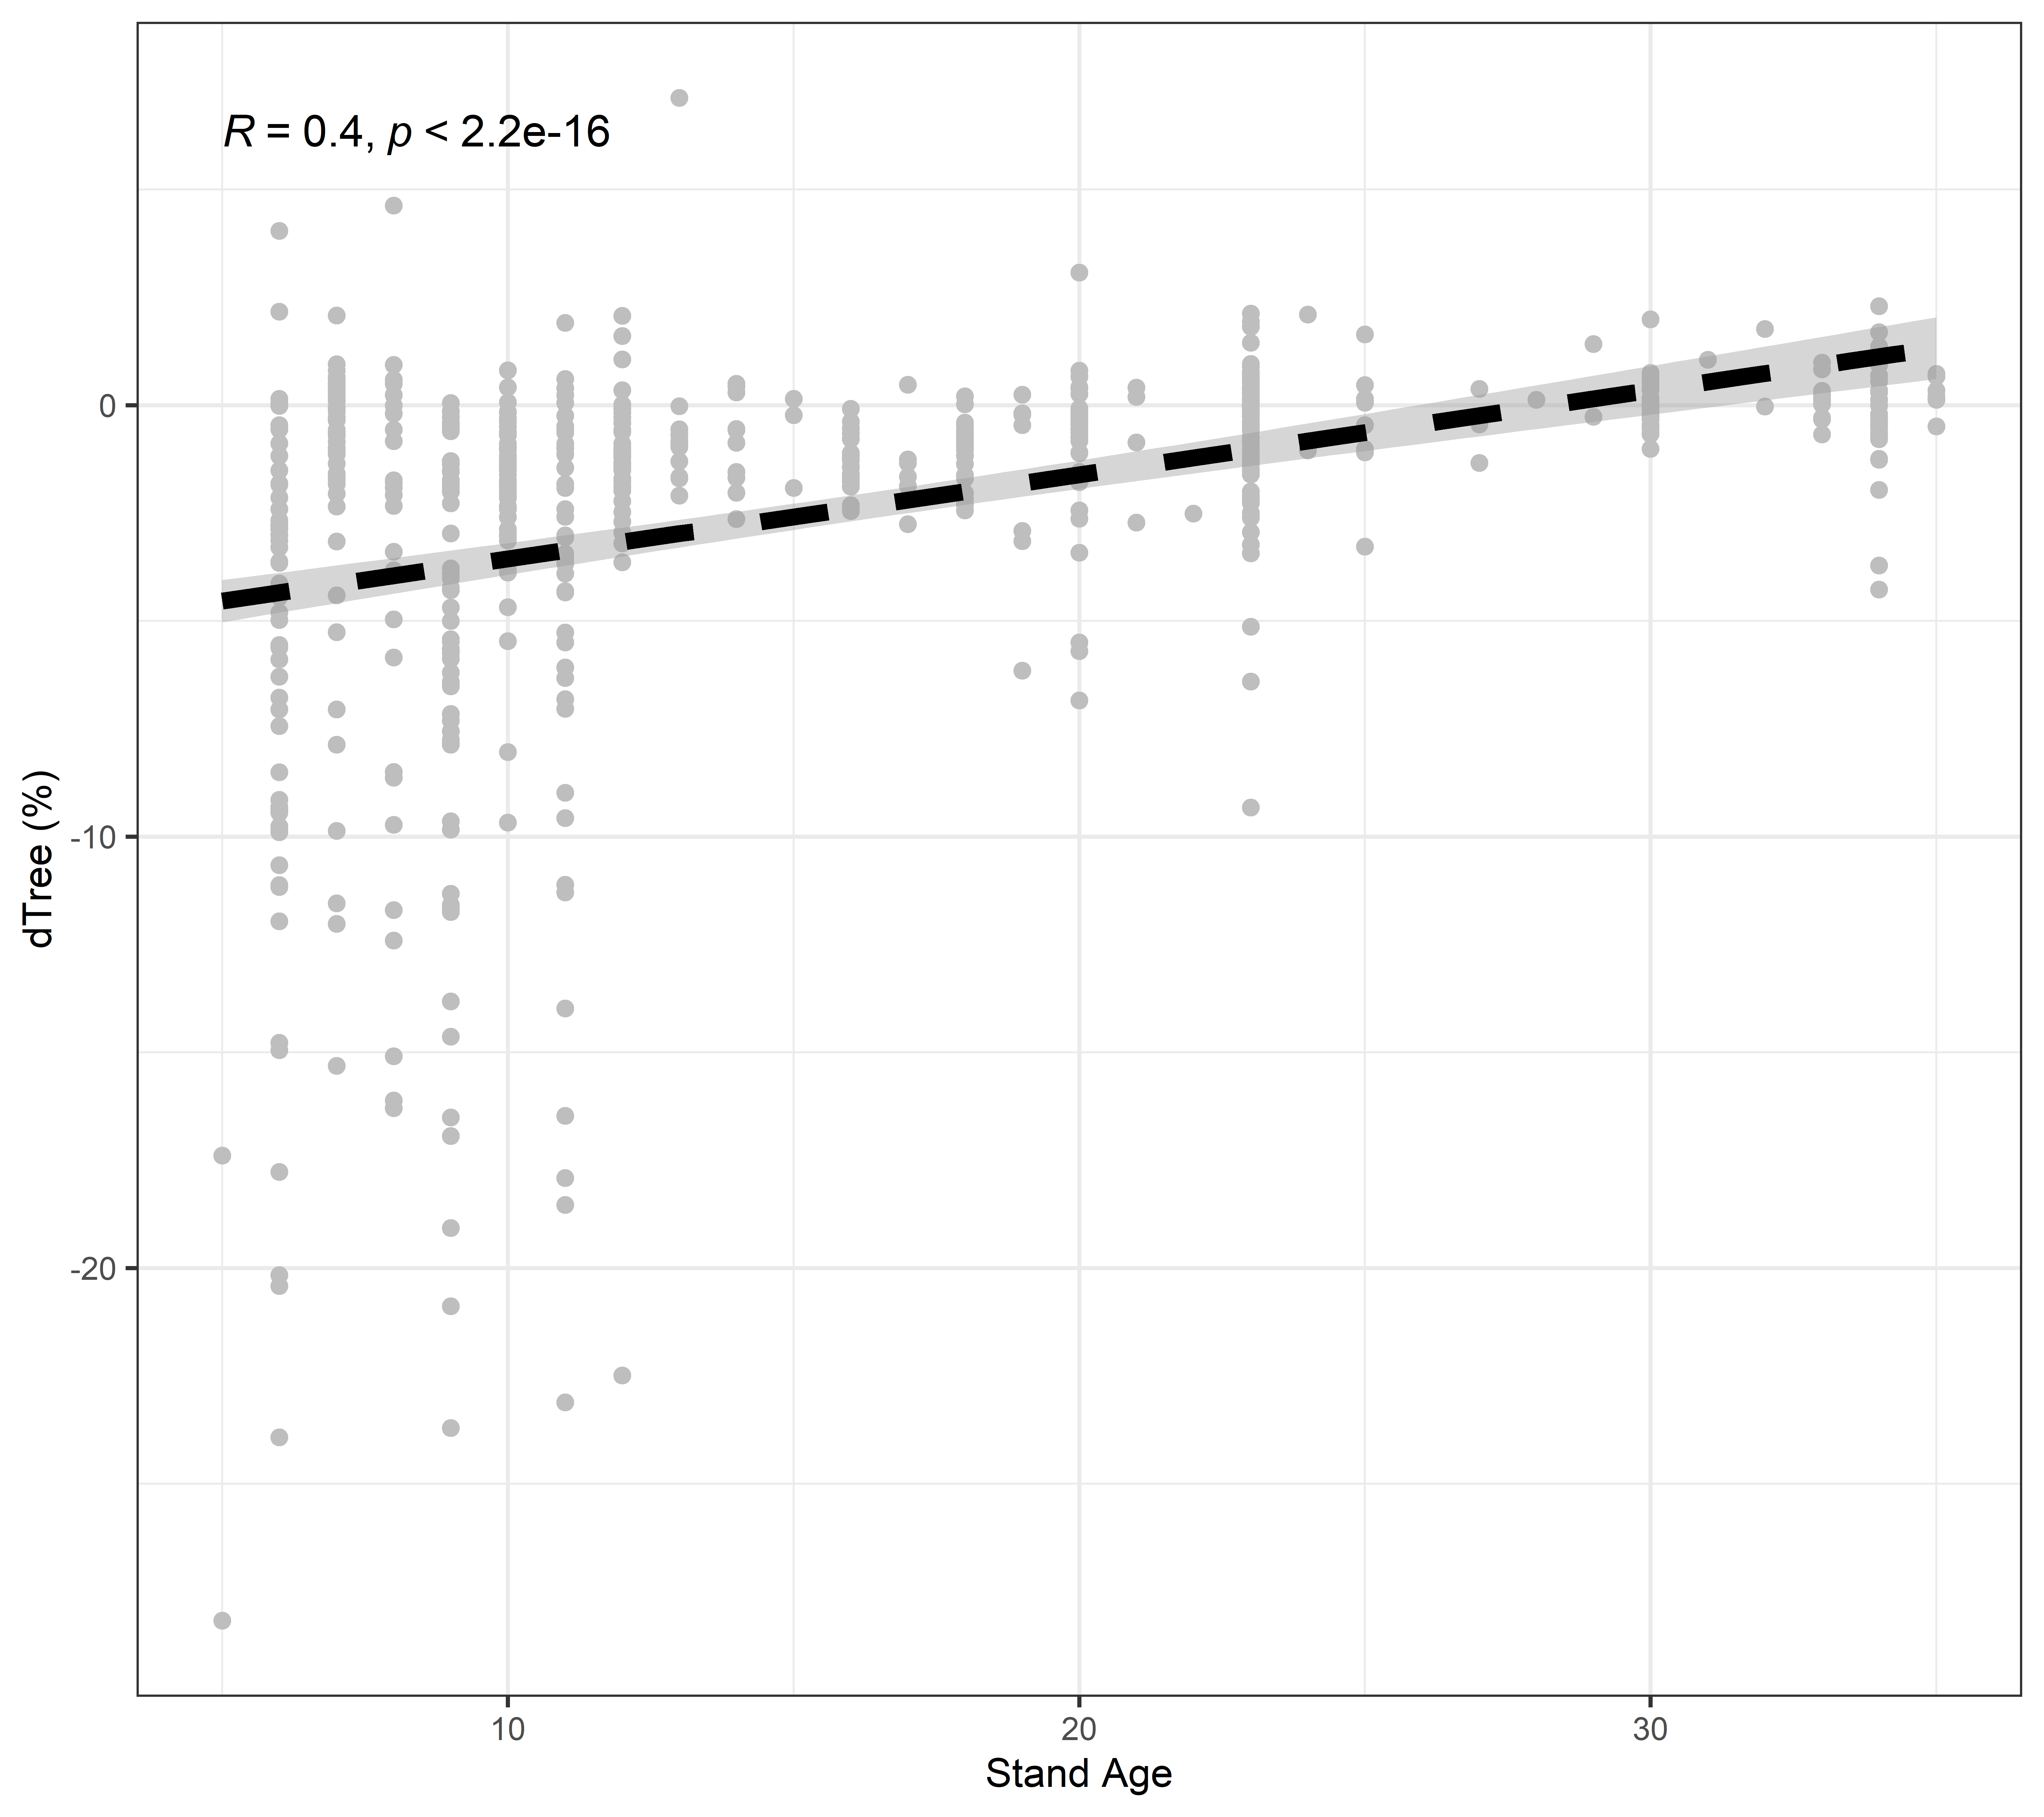 R = 0.4, p < 2.2e-16
0
-10
-20
dTree (%)
10 20 30
Stand Age